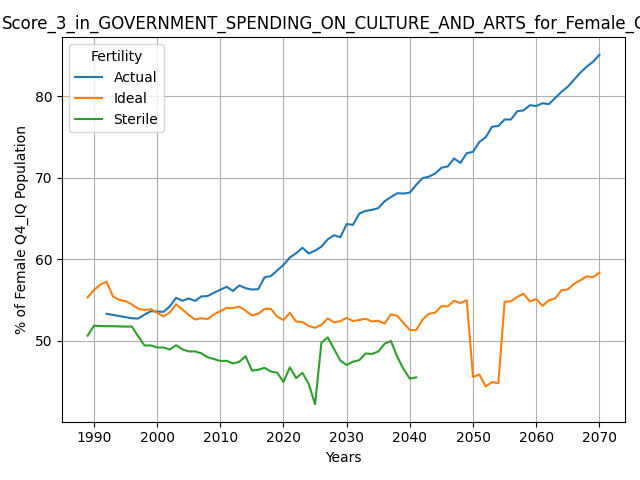 Score_3_in_GOVERNMENT_SPENDING_ON_CULTURE_AND_ARTS_for_Female_
Fertility
Actual
Ideal
Sterile
% of Female Q4_IQ Population
80
70
60
50
1990
2000
2010
2020
2030
2040
2050
2060
2070
Years